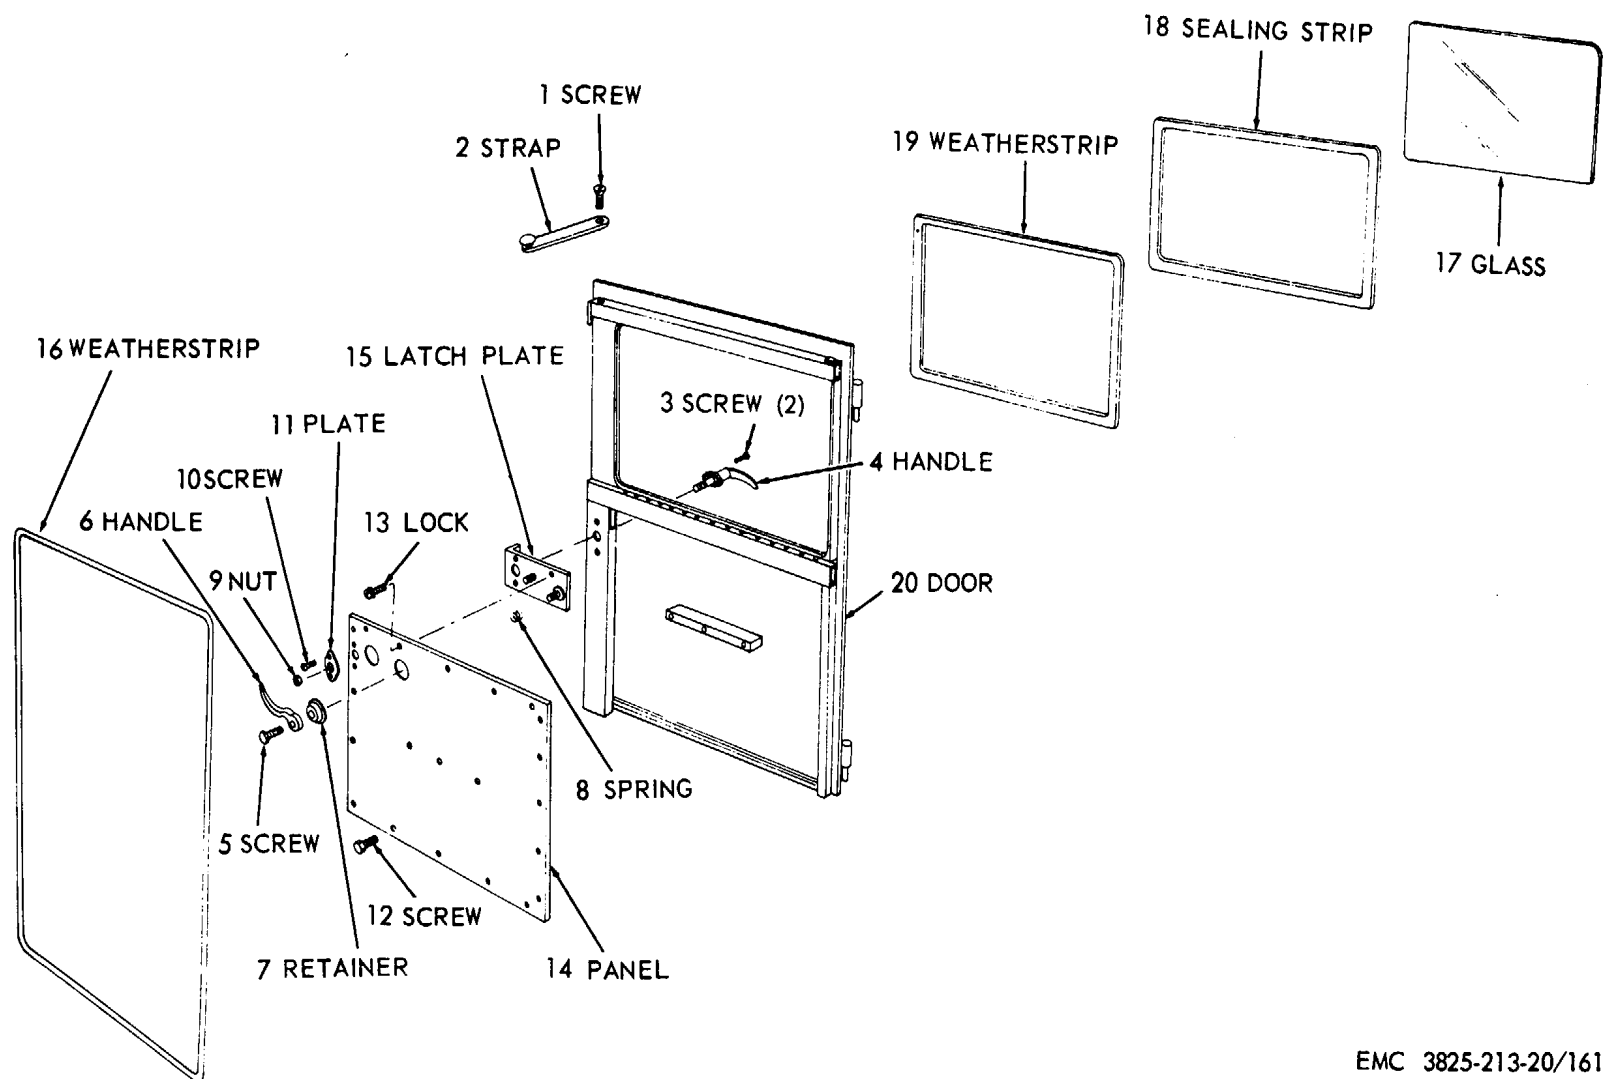 18 SEALING STRIP
1 SCREW
2 STRAP
19 WEATHERSTRIP
17 GLASS
16 WEATHERSTRIP
15 LATCH PLATE
3 SCREW (2)
11 PLATE
4 HANDLE
10 SCREW
6 HANDLE
13 LOCK
9 NUT
20 DOOR
8 SPRING
5 SCREW
12 SCREW
7 RETAINER
14 PANEL
EMC 3825-213-20/161